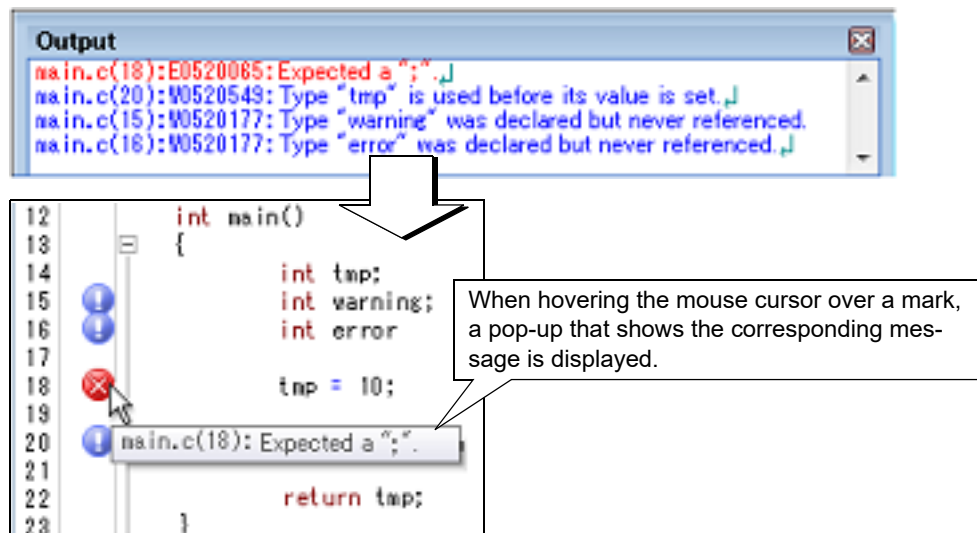 Output
main.c(18):E0520065:Expected a ";".
main.c(20):W0520549:Type "tmp" is used before its value is set.
main.c(15):W0520177:Type "warning" was declared but never referenced.
main.c(16):W0520177:Type "error" was declared but never referenced.
12 int main()
13 {
14 int tmp;
15 int warning;
16 int error
17
18 tmp = 10;
19
20
main.c(18): Expected a ";".
21
22 return tmp;
23 }
When hovering the mouse cursor over a mark,
a pop-up that shows the corresponding mes-
sage is displayed.